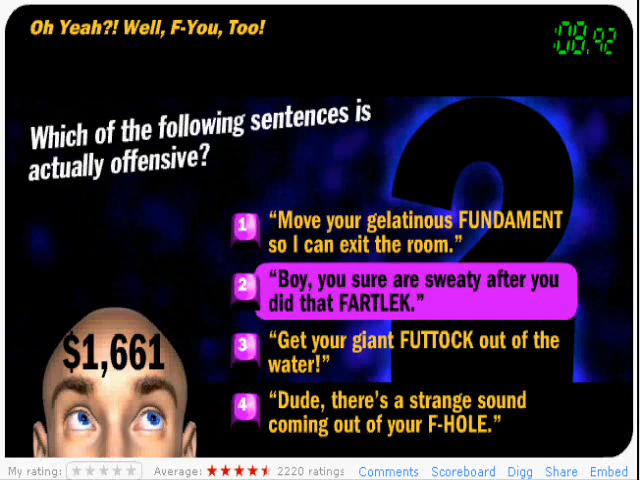 Oh Yeah?! Well, F-You, Too!
:08.92
Which of the following sentences is
actually offensive?
1 “Move your gelatinous FUNDAMENT
so I can exit the room.”
2 “Boy, you sure are sweaty after you
did that FARTLEK.”
$1,661
3 “Get your giant FUTTOCK out of the
water!”
4 “Dude, there's a strange sound
coming out of your F-HOLE.”
My rating: Average: 2220 ratings Comments Scoreboard Digg Share Embed